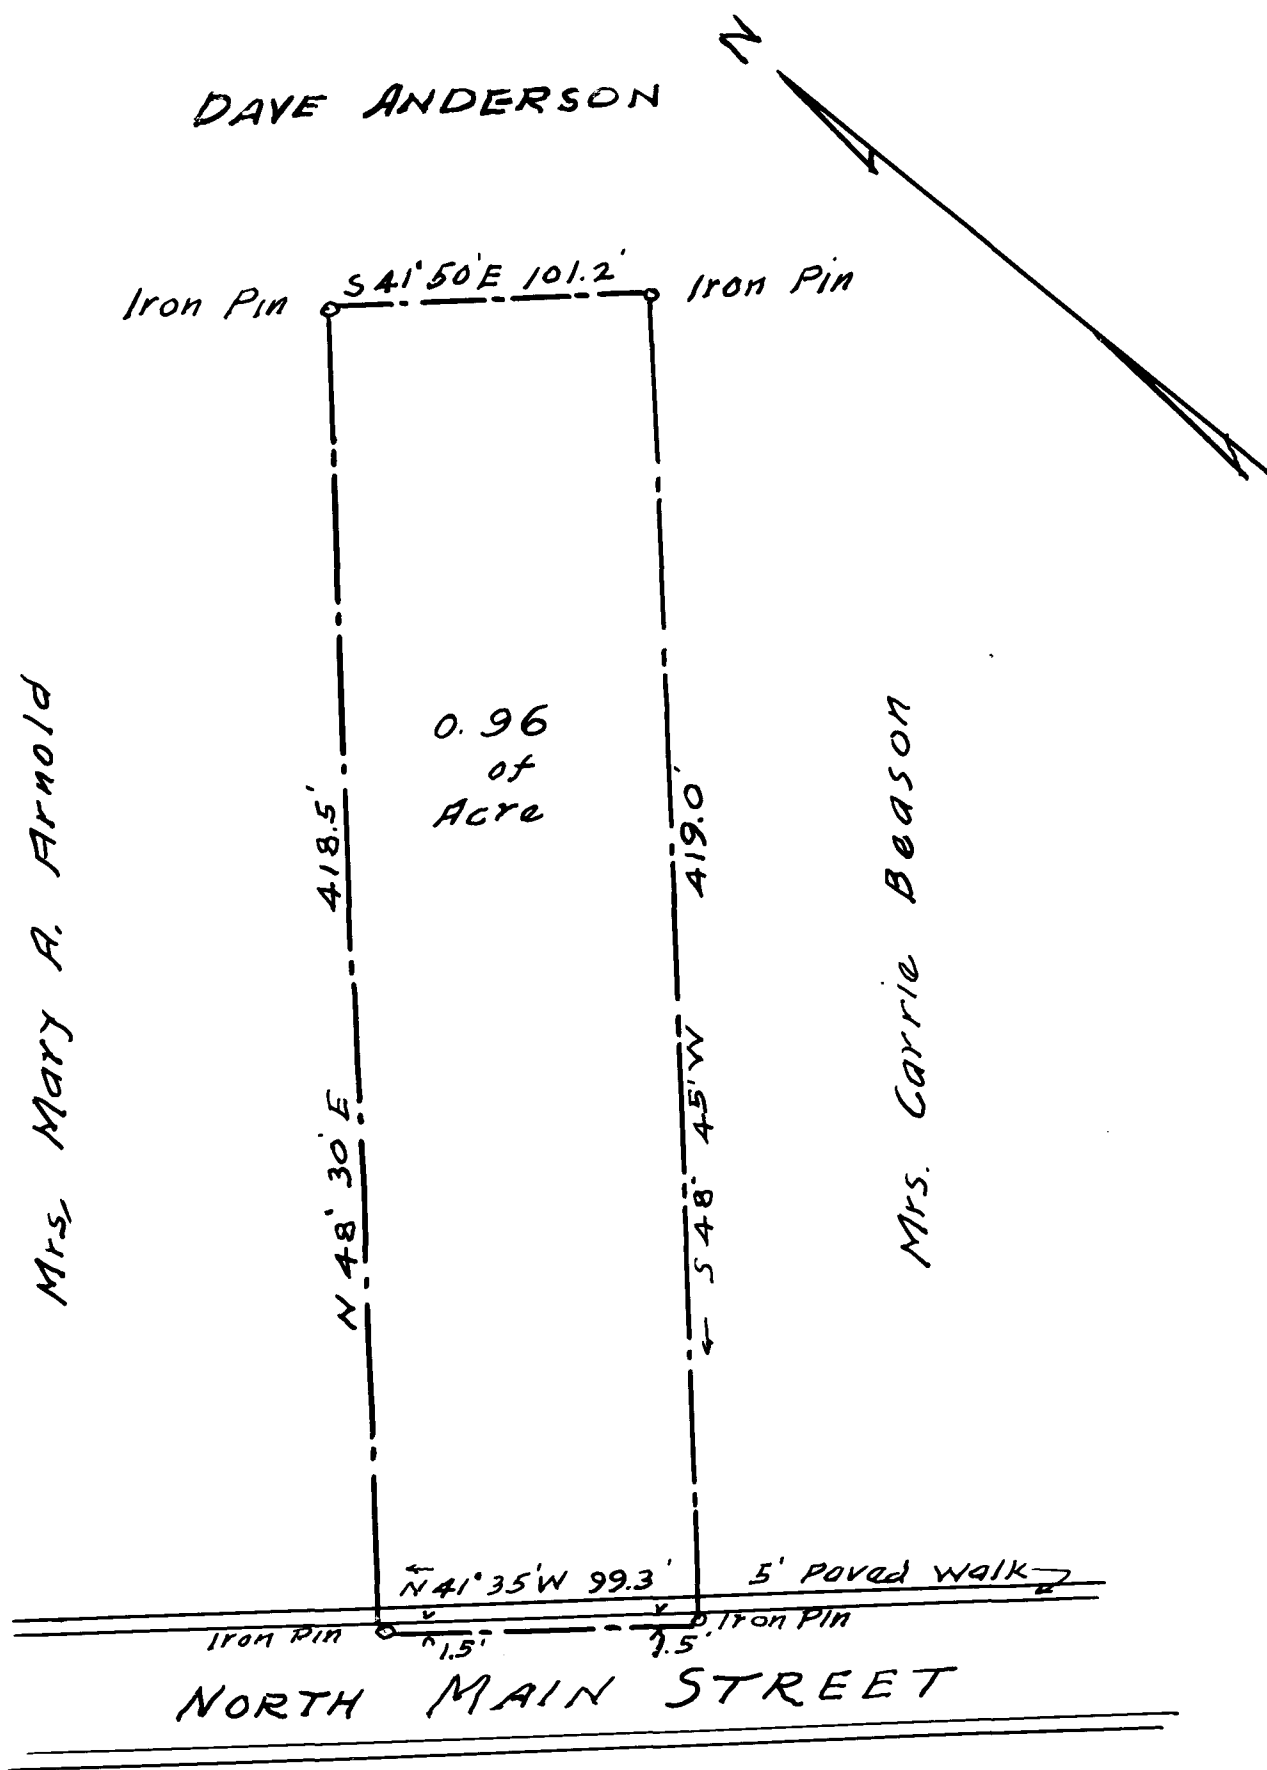 N
DAVE ANDERSON
S 41° 50' E 101.2'
Iron Pin
Iron Pin
0.96
of
Acre
Mrs. Mary A. Arnold
N 48° 30' E 418.5'
← S 48° 45' W 419.0'
Mrs. Carrie Beason
← N 41° 35' W 99.3'
5' Paved Walk
Iron Pin
1.5'
1.5'
Iron Pin
NORTH MAIN STREET